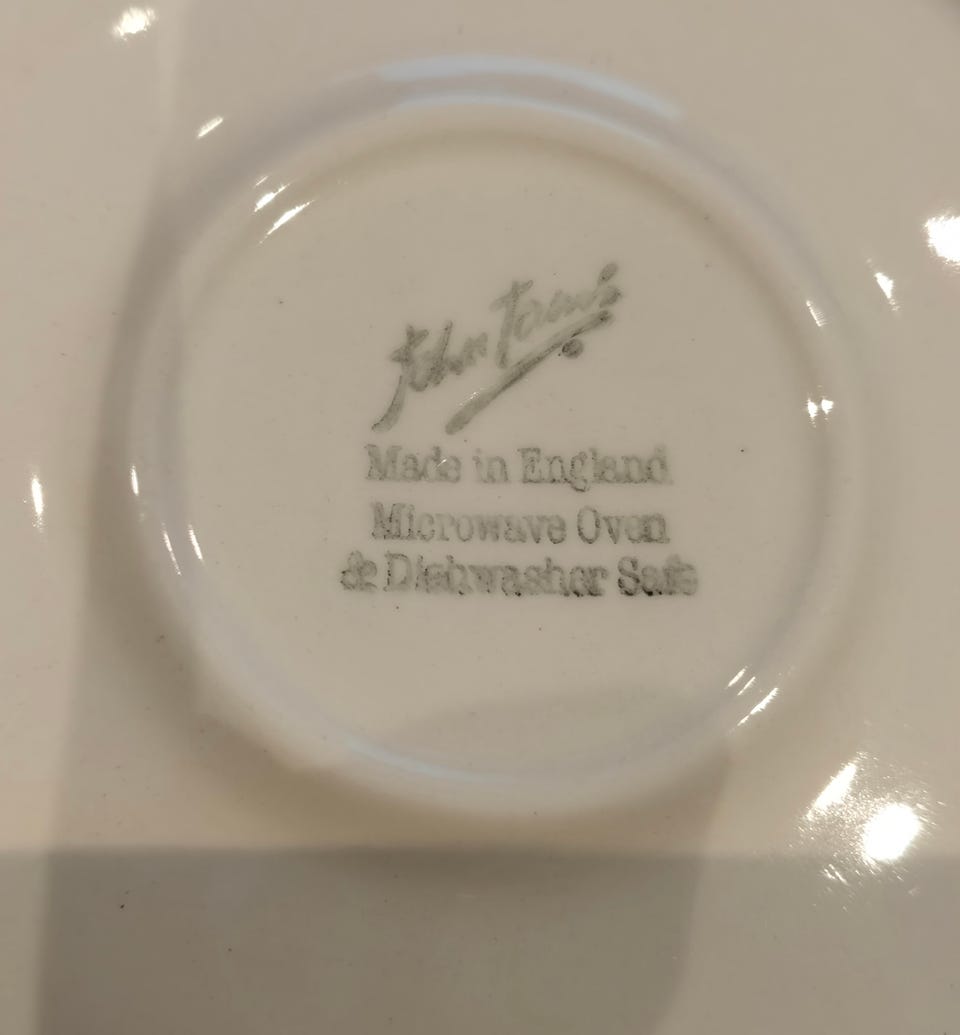 John Tams
Made in England
Microwave Oven
& Dishwasher Safe